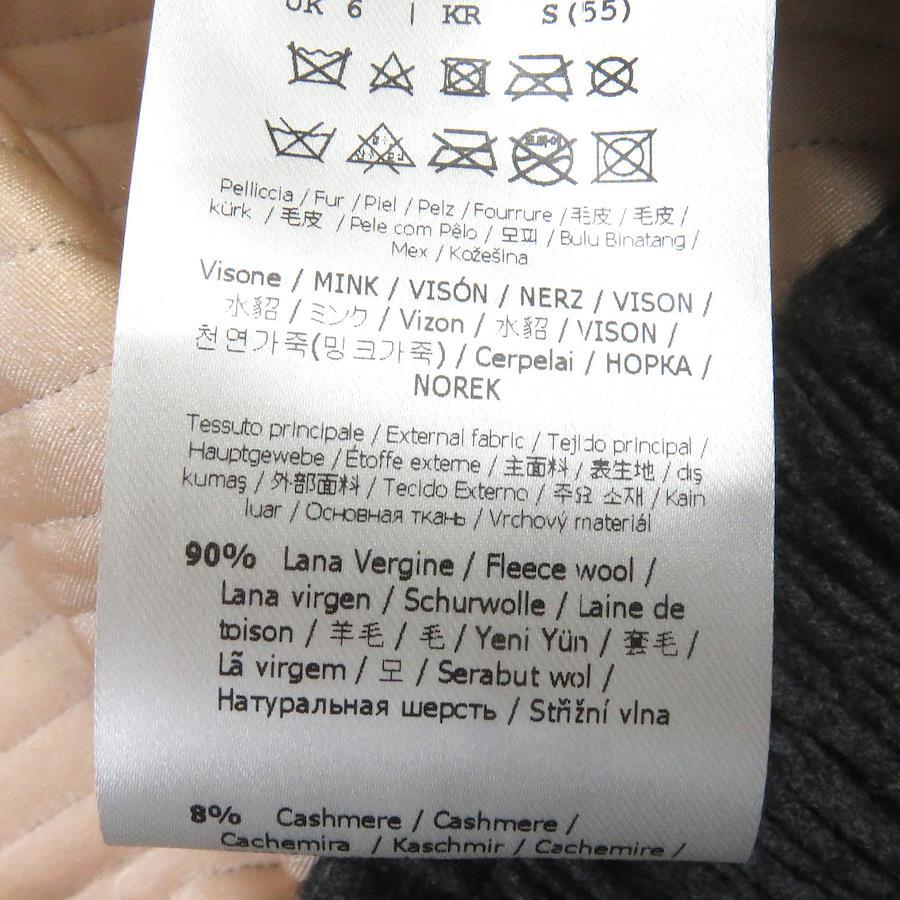 UK 6 | KR S (55)
Pelliccia / Fur / Piel / Pelz / Fourrure / 毛皮 / 毛皮 /
kürk / 毛皮 / Pele com Pêlo / 모피 / Bulu Binatang /
Mex / Kožešina
Visone / MINK / VISÓN / NERZ / VISON /
水貂 / ミンク / Vizon / 水貂 / VISON /
천연가죽(밍크가죽) / Cerpelai / НОРКА /
NOREK
Tessuto principale / External fabric / Tejido principal /
Hauptgewebe / Étoffe externe / 主面料 / 表生地 / dış
kumaş / 外部面料 / Tecido Externo / 주요 소재 / Kain
luar / Основная ткань / Vrchový materiál
90% Lana Vergine / Fleece wool /
Lana virgen / Schurwolle / Laine de
toison / 羊毛 / 毛 / Yeni Yün / 套毛 /
Lã virgem / 모 / Serabut wol /
Натуральная шерсть / Střižní vlna
8% Cashmere / Cashmere /
Cachemira / Kaschmir / Cachemire /